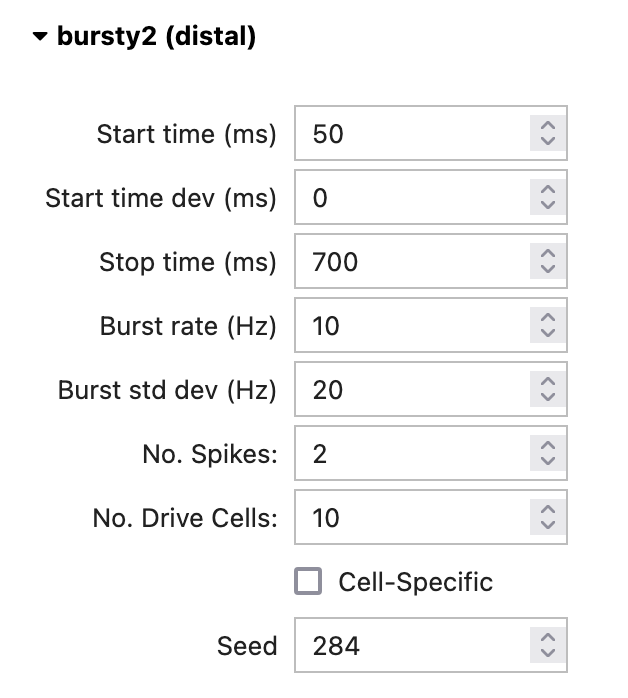 bursty2 (distal)
Start time (ms) 50
Start time dev (ms) 0
Stop time (ms) 700
Burst rate (Hz) 10
Burst std dev (Hz) 20
No. Spikes: 2
No. Drive Cells: 10
Cell-Specific
Seed 284